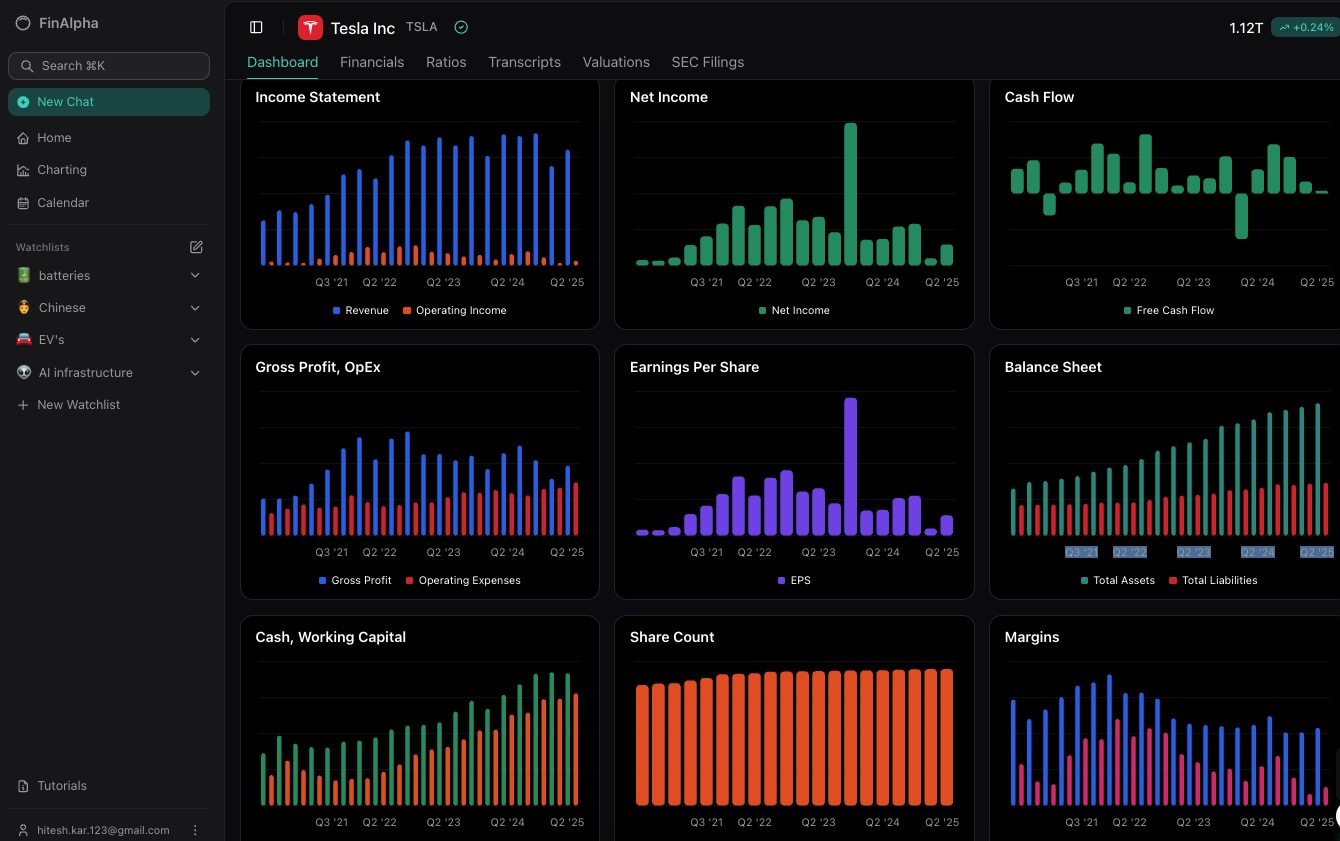 FinAlpha
Search ⌘K
New Chat
Home
Charting
Calendar
Watchlists
batteries
Chinese
EV's
AI infrastructure
New Watchlist
Tutorials
hitesh.kar.123@gmail.com
Tesla Inc TSLA
1.12T +0.24%
Dashboard Financials Ratios Transcripts Valuations SEC Filings
Income Statement
Q3 '21 Q2 '22 Q2 '23 Q2 '24 Q2 '25
Revenue Operating Income
Net Income
Q3 '21 Q2 '22 Q2 '23 Q2 '24 Q2 '25
Net Income
Cash Flow
Q3 '21 Q2 '22 Q2 '23 Q2 '24 Q2 '25
Free Cash Flow
Gross Profit, OpEx
Q3 '21 Q2 '22 Q2 '23 Q2 '24 Q2 '25
Gross Profit Operating Expenses
Earnings Per Share
Q3 '21 Q2 '22 Q2 '23 Q2 '24 Q2 '25
EPS
Balance Sheet
Q3 '21 Q2 '22 Q2 '23 Q2 '24 Q2 '25
Total Assets Total Liabilities
Cash, Working Capital
Q3 '21 Q2 '22 Q2 '23 Q2 '24 Q2 '25
Share Count
Q3 '21 Q2 '22 Q2 '23 Q2 '24 Q2 '25
Margins
Q3 '21 Q2 '22 Q2 '23 Q2 '24 Q2 '25